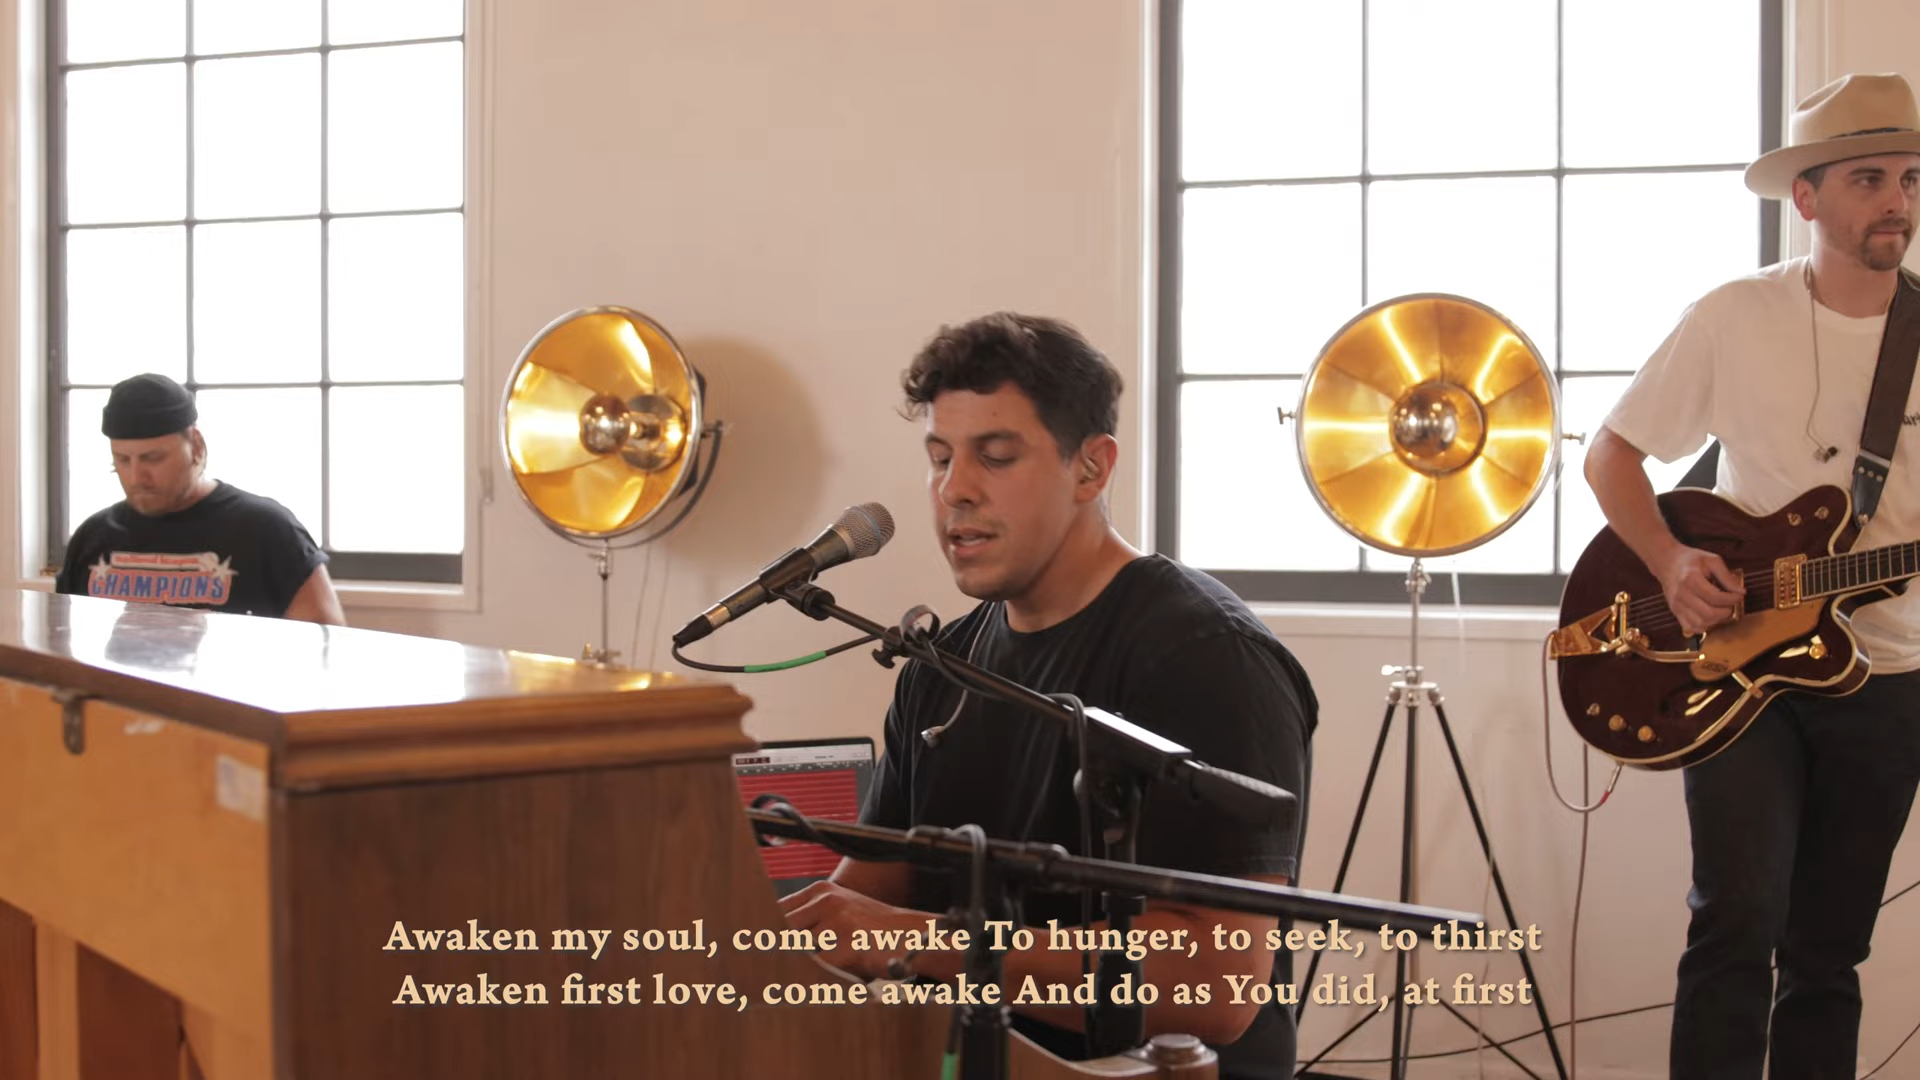 CHAMPIONS
Awaken my soul, come awake To hunger, to seek, to thirst
Awaken first love, come awake And do as You did, at first